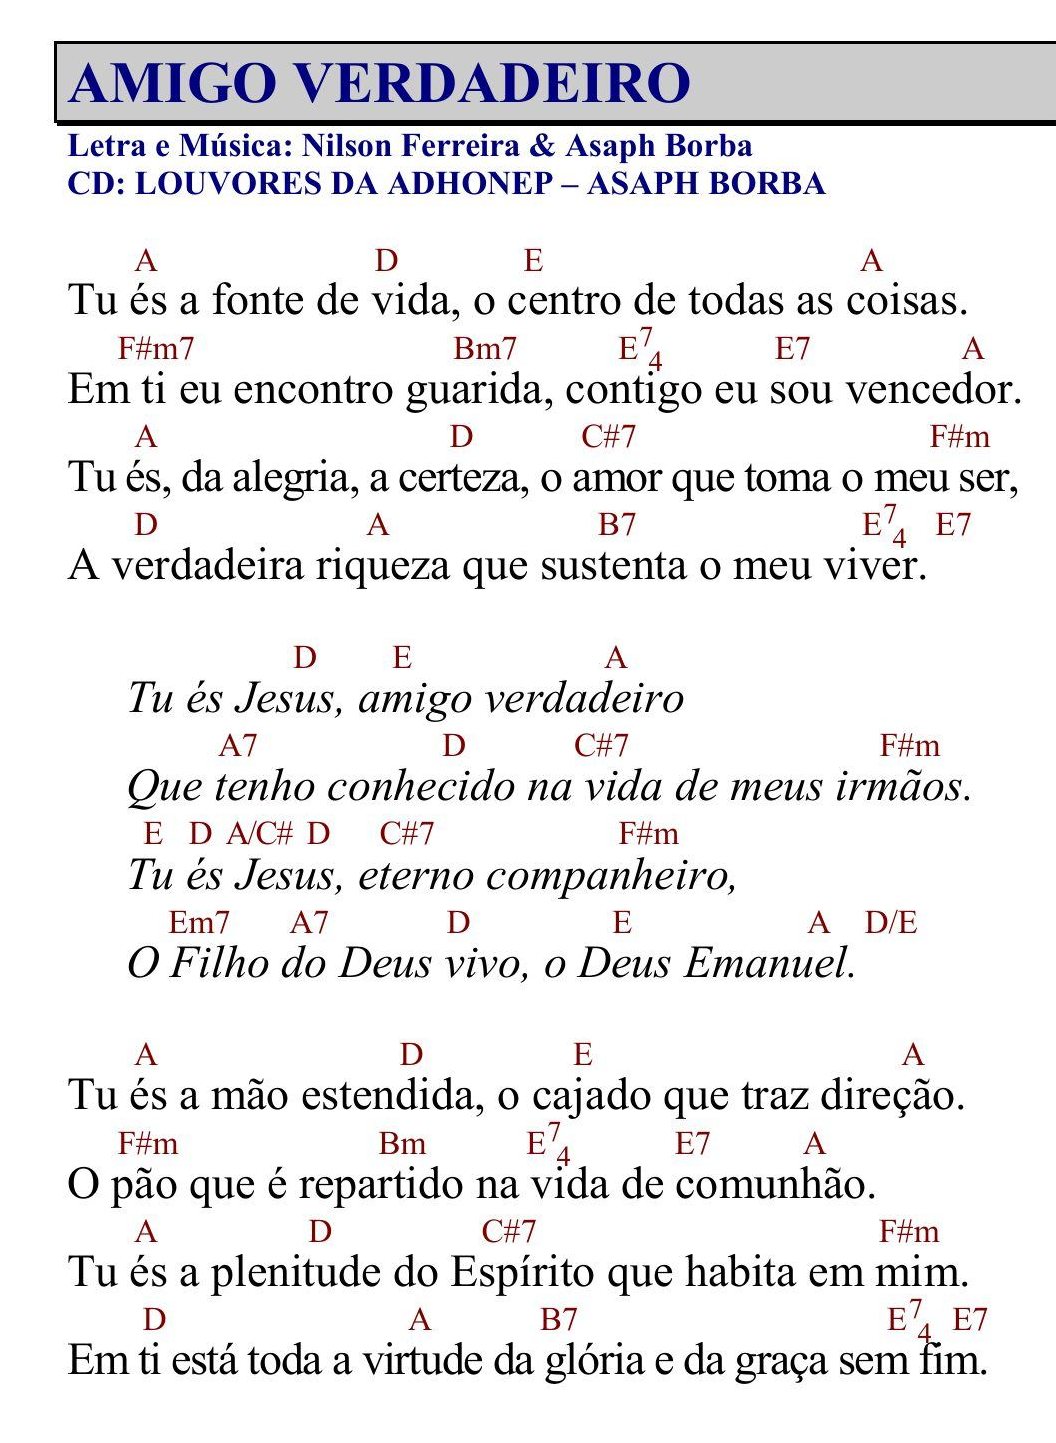 AMIGO VERDADEIRO
Letra e Música: Nilson Ferreira & Asaph Borba
CD: LOUVORES DA ADHONEP – ASAPH BORBA
A D E A
Tu és a fonte de vida, o centro de todas as coisas.
F#m7 Bm7 E7 4 E7 A
Em ti eu encontro guarida, contigo eu sou vencedor.
A D C#7 F#m
Tu és, da alegria, a certeza, o amor que toma o meu ser,
D A B7 E7 4 E7
A verdadeira riqueza que sustenta o meu viver.
D E A
Tu és Jesus, amigo verdadeiro
A7 D C#7 F#m
Que tenho conhecido na vida de meus irmãos.
E D A/C# D C#7 F#m
Tu és Jesus, eterno companheiro,
Em7 A7 D E A D/E
O Filho do Deus vivo, o Deus Emanuel.
A D E A
Tu és a mão estendida, o cajado que traz direção.
F#m Bm E7 4 E7 A
O pão que é repartido na vida de comunhão.
A D C#7 F#m
Tu és a plenitude do Espírito que habita em mim.
D A B7 E7 4 E7
Em ti está toda a virtude da glória e da graça sem fim.